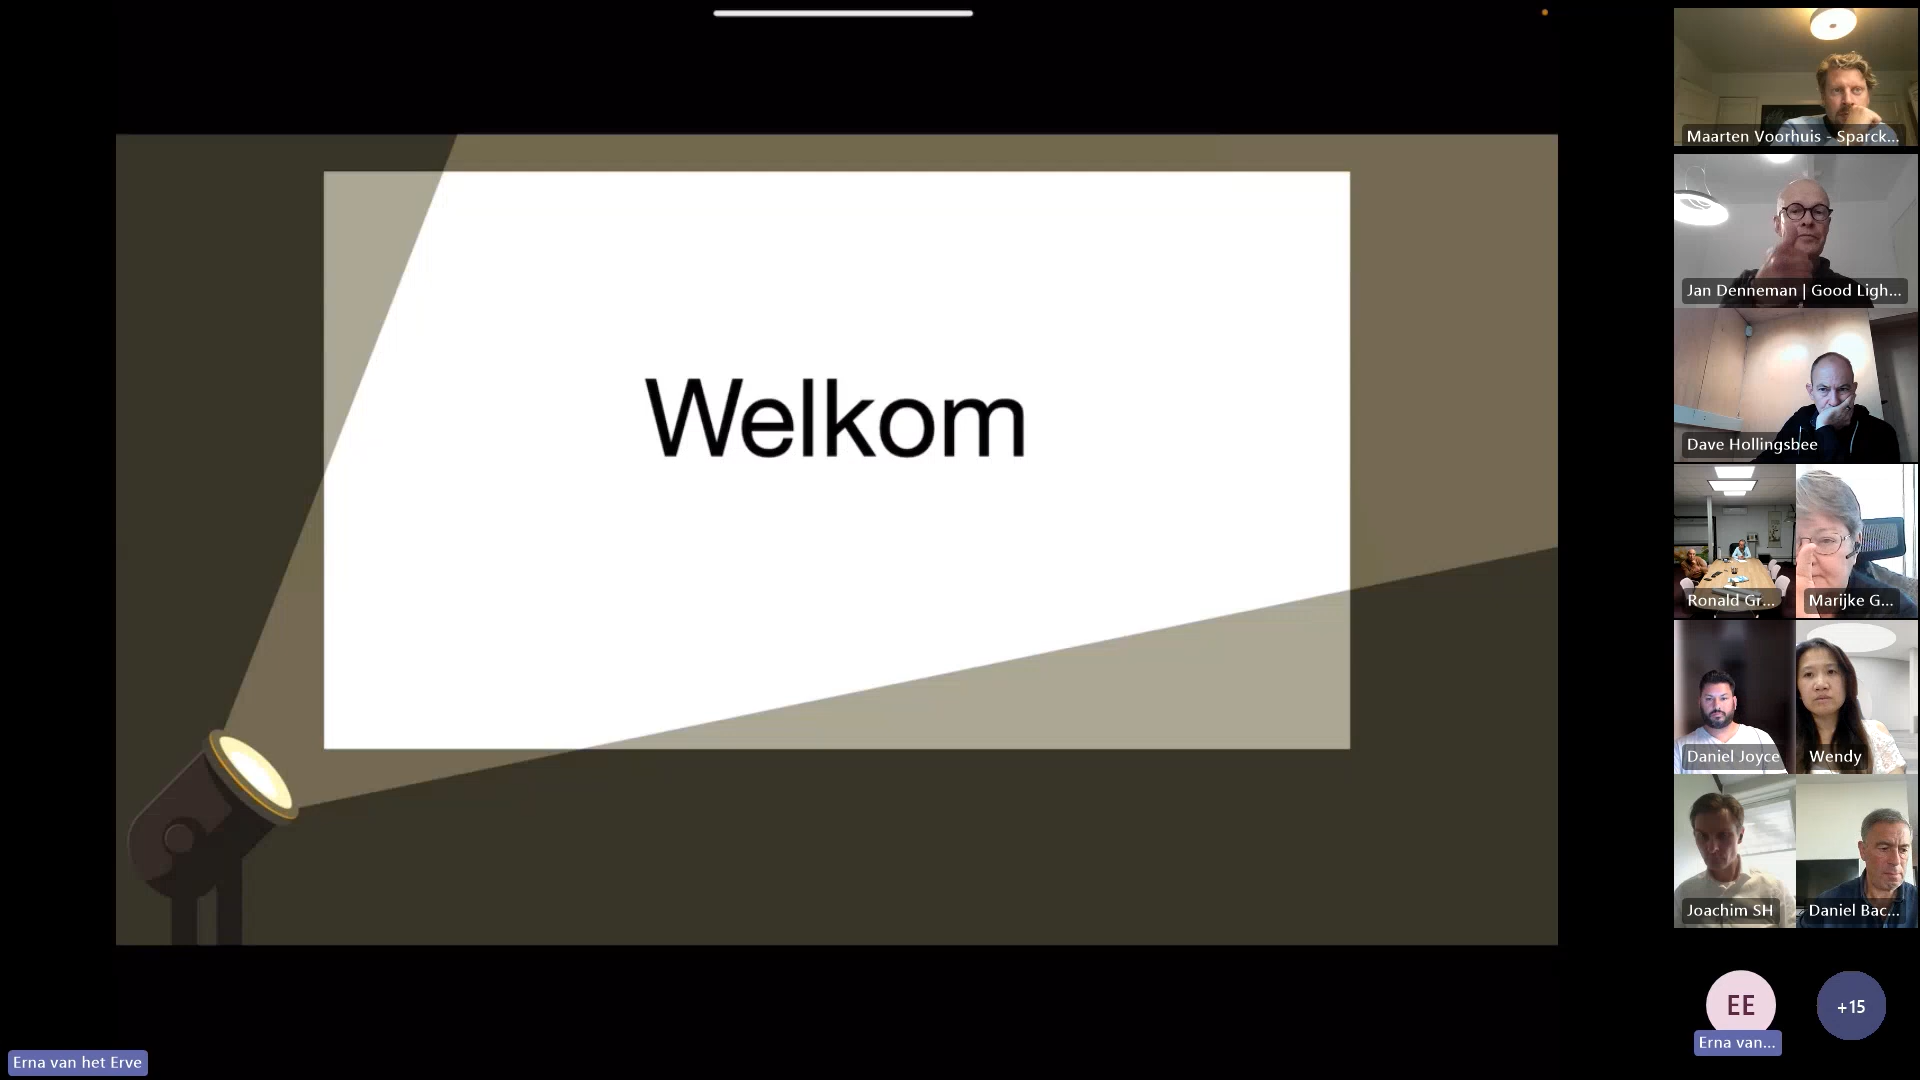 Welkom
Maarten Voorhuis - Sparck...
Jan Denneman | Good Ligh...
Dave Hollingsbee
Ronald Gr...
Marijke G...
Daniel Joyce
Wendy
Joachim SH
Daniel Bac...
EE
+15
Erna van...
Erna van het Erve